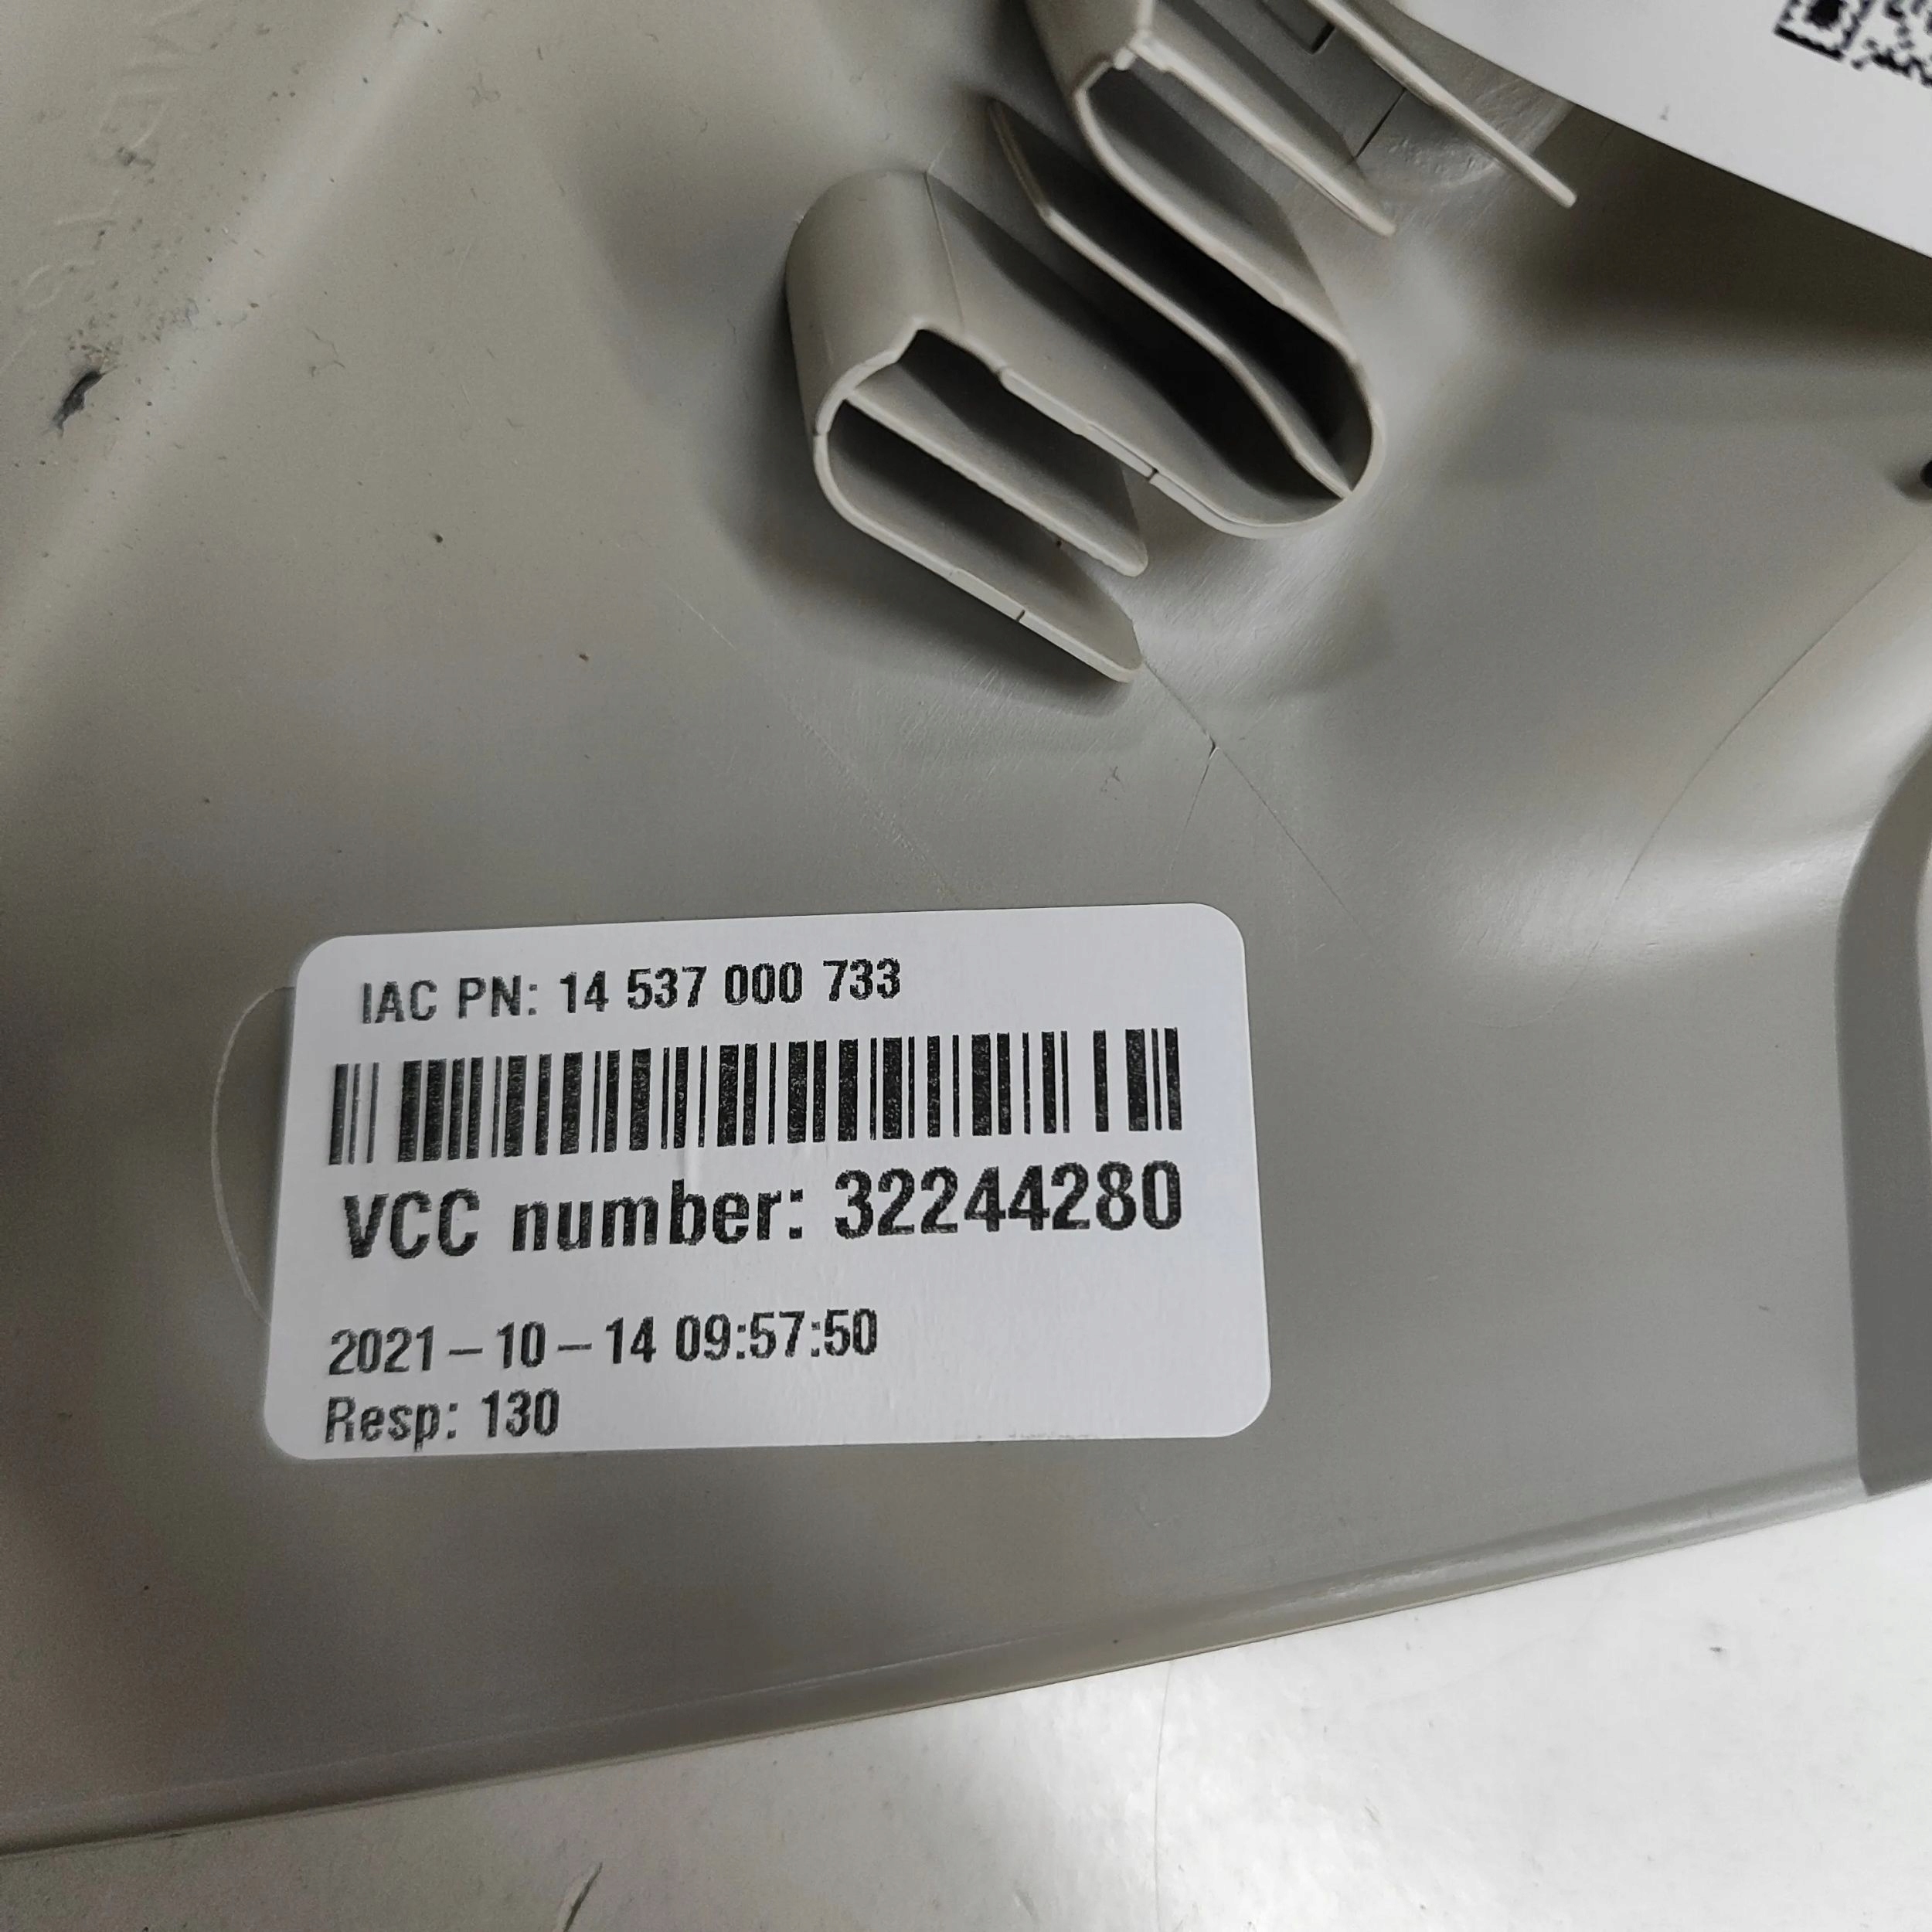 IAC PN: 14 537 000 733
VCC number: 32244280
2021-10-14 09:57:50
Resp: 130